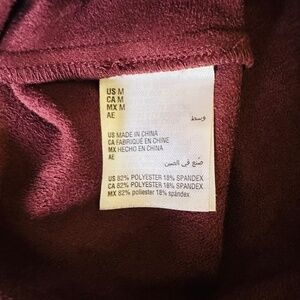 US M
CA M
MX M
AE وسط
US MADE IN CHINA
CA FABRIQUÉ EN CHINE
MX HECHO EN CHINA
AE صنع في الصين
US 82% POLYESTER 18% SPANDEX
CA 82% POLYESTER 18% SPANDEX
MX 82% poliéster 18% spándex